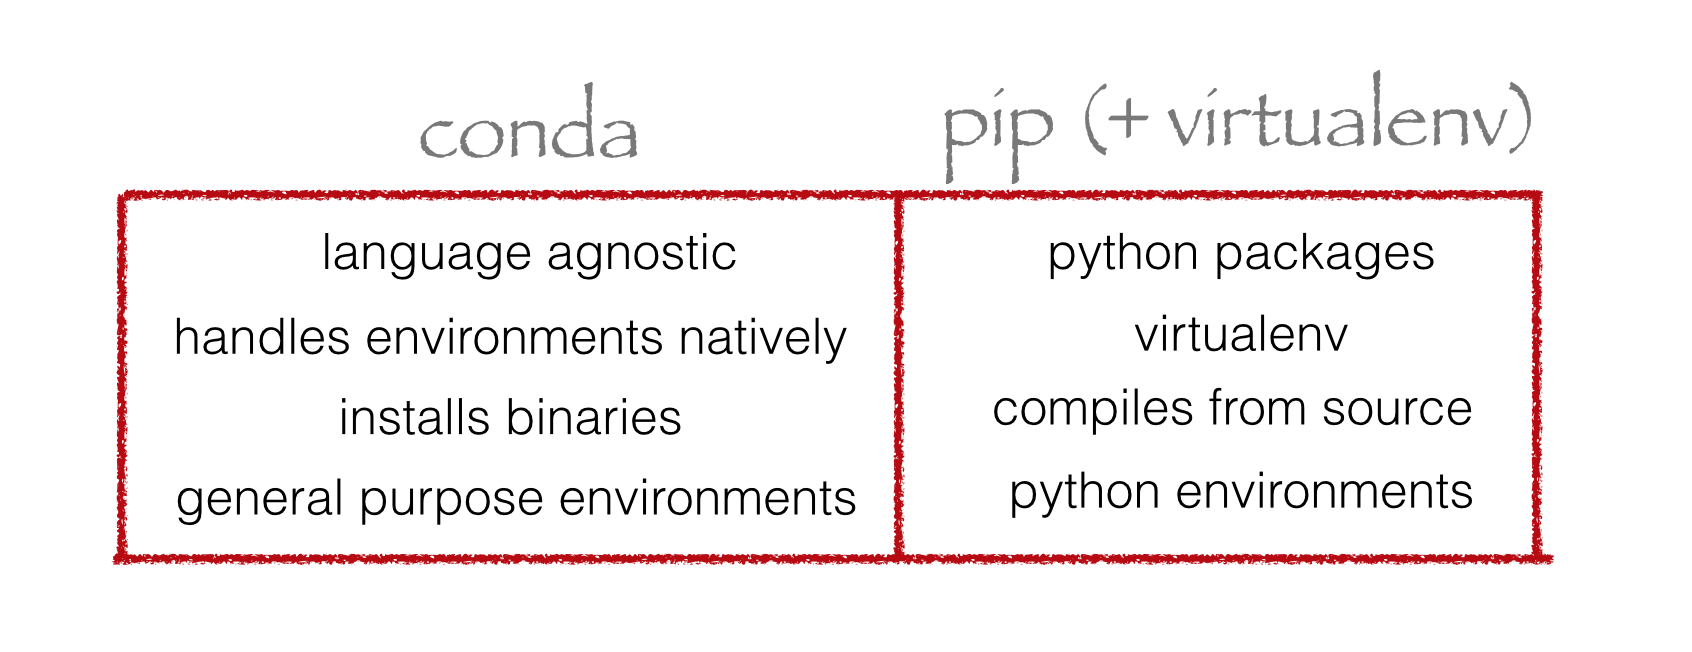 conda
pip (+ virtualenv)
language agnostic
python packages
handles environments natively
virtualenv
installs binaries
compiles from source
general purpose environments
python environments